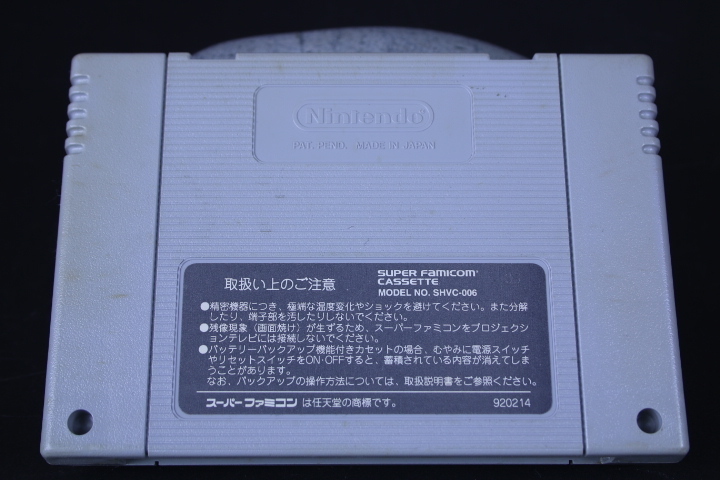 Nintendo
PAT. PEND. MADE IN JAPAN
取扱い上のご注意
SUPER FAMICOM
CASSETTE
MODEL NO. SHVC-006
●精密機器につき、極端な温度変化やショックを避けてください。また分解
したり、端子部を汚したりしないでください。
●残像現象（画面焼け）が生ずるため、スーパーファミコンをプロジェクシ
ョンテレビには接続しないでください。
●バッテリーバックアップ機能付きカセットの場合、むやみに電源スイッチ
やリセットスイッチをON·OFFすると、蓄積されている内容が消えてしま
うことがあります。
なお、バックアップの操作方法については、取扱説明書をご参照ください。
スーパーファミコン は任天堂の商標です。 920214